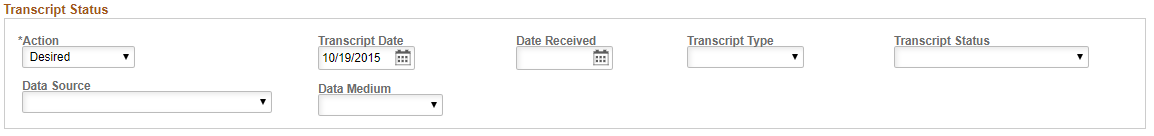 Transcript Status
*Action Transcript Date Date Received Transcript Type Transcript Status
Desired 10/19/2015
Data Source Data Medium